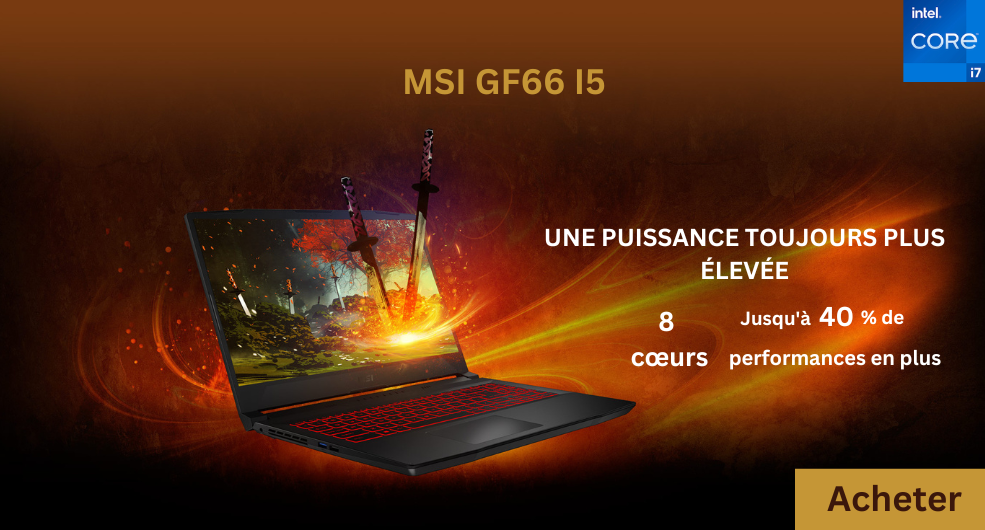 intel.
CORE
i7
MSI GF66 I5
UNE PUISSANCE TOUJOURS PLUS
ÉLEVÉE
8
cœurs
Jusqu'à 40 % de
performances en plus
Acheter